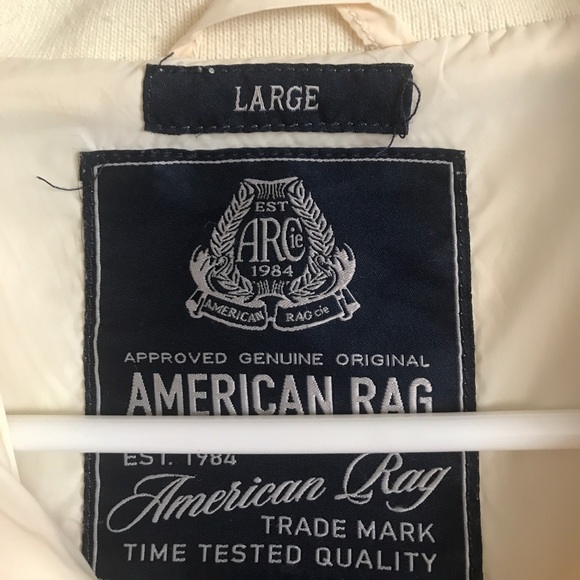 LARGE
EST
ARCie
1984
AMERICAN RAG cie
APPROVED GENUINE ORIGINAL
AMERICAN RAG
EST. 1984
American Rag
TRADE MARK
TIME TESTED QUALITY